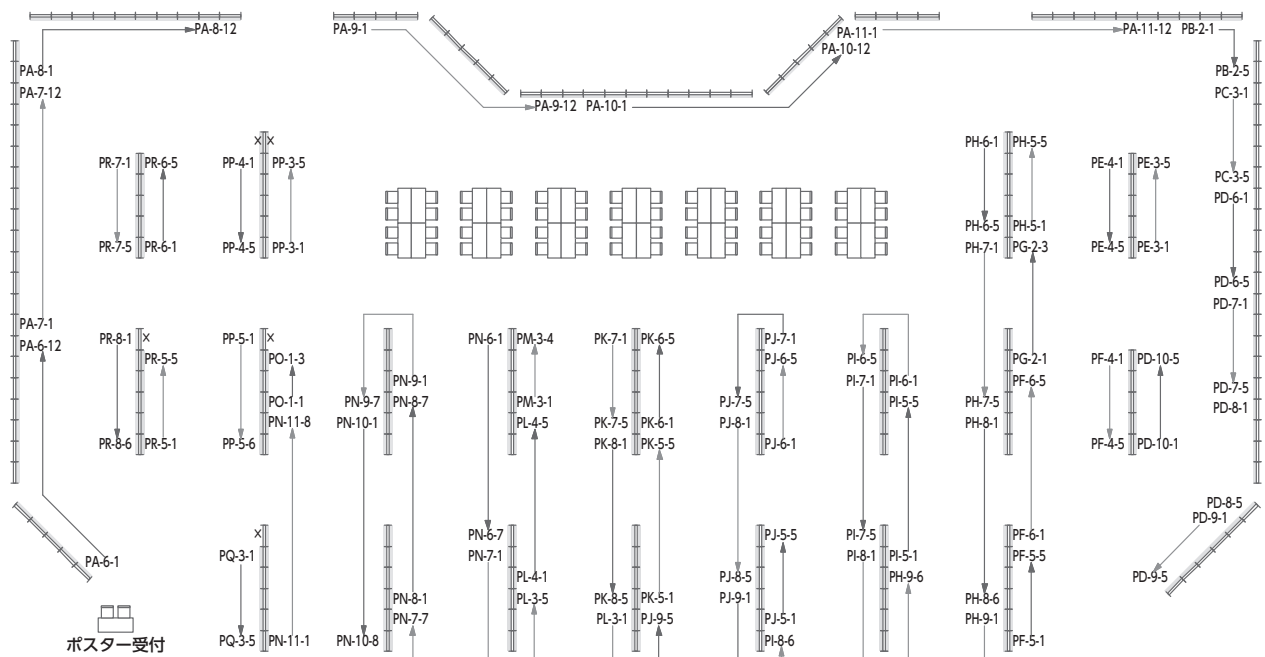 PA-8-12
PA-9-1
PA-11-1
PA-10-12
PA-11-12 PB-2-1
PA-8-1
PA-7-12
PB-2-5
PC-3-1
PA-9-12 PA-10-1
X X
PR-7-1 PR-6-5
PP-4-1 PP-3-5
PH-6-1 PH-5-5
PE-4-1 PE-3-5
PC-3-5
PD-6-1
PR-7-5 PR-6-1
PP-4-5 PP-3-1
PH-6-5 PH-5-1
PH-7-1 PG-2-3
PE-4-5 PE-3-1
PD-6-5
PD-7-1
PA-7-1
PA-6-12
PR-8-1 X
PR-5-5
PP-5-1 X
PO-1-3
PN-6-1 PM-3-4
PK-7-1 PK-6-5
PJ-7-1
PJ-6-5
PI-6-5
PI-7-1 PI-6-1
PG-2-1
PF-6-5
PF-4-1 PD-10-5
PN-9-1
PN-9-7 PN-8-7
PN-10-1
PO-1-1
PN-11-8
PM-3-1
PL-4-5
PK-7-5 PK-6-1
PK-8-1 PK-5-5
PJ-7-5
PJ-8-1
PJ-6-1
PI-5-5
PH-7-5
PH-8-1
PD-7-5
PD-8-1
PR-8-6 PR-5-1
PP-5-6
PF-4-5 PD-10-1
PD-8-5
PD-9-1
PD-9-5
PA-6-1
X
PQ-3-1
PN-6-7
PN-7-1
PL-4-1
PL-3-5
PJ-5-5
PI-7-5
PI-8-1 PI-5-1
PH-9-6
PF-6-1
PF-5-5
PN-8-1
PN-7-7
PK-8-5 PK-5-1
PL-3-1 PJ-9-5
PJ-8-5
PJ-9-1
PJ-5-1
PI-8-6
PH-8-6
PH-9-1
PF-5-1
PQ-3-5 PN-11-1
PN-10-8
ポスター受付